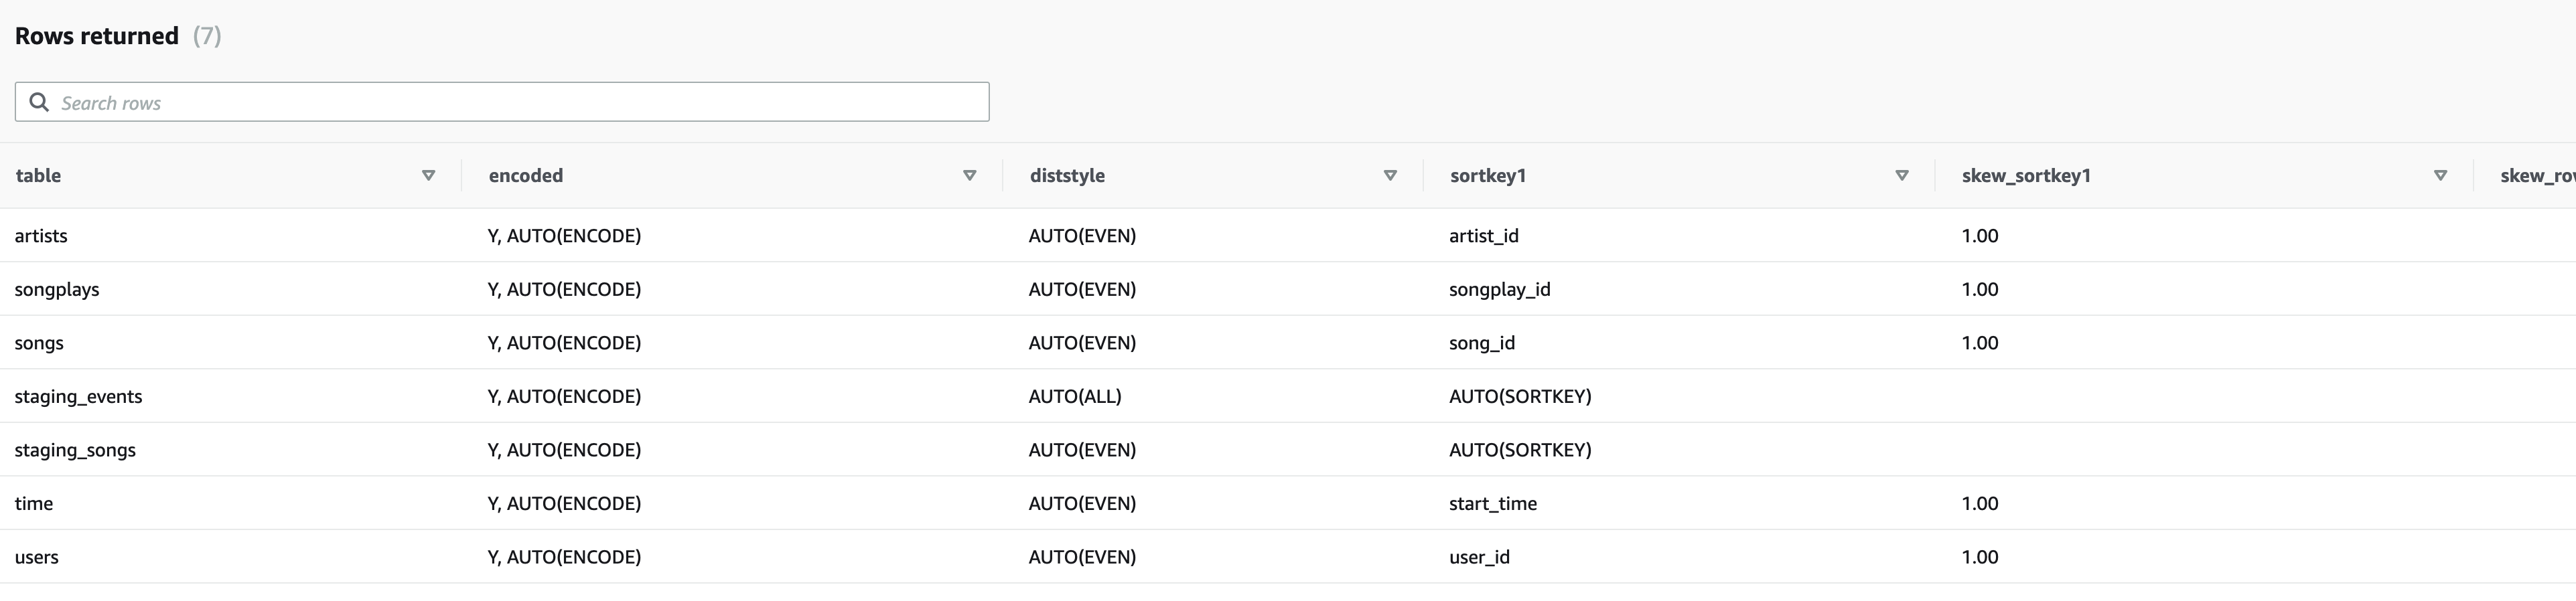 Rows returned (7)
Search rows
table encoded diststyle sortkey1 skew_sortkey1 skew_rov
artists Y, AUTO(ENCODE) AUTO(EVEN) artist_id 1.00
songplays Y, AUTO(ENCODE) AUTO(EVEN) songplay_id 1.00
songs Y, AUTO(ENCODE) AUTO(EVEN) song_id 1.00
staging_events Y, AUTO(ENCODE) AUTO(ALL) AUTO(SORTKEY)
staging_songs Y, AUTO(ENCODE) AUTO(EVEN) AUTO(SORTKEY)
time Y, AUTO(ENCODE) AUTO(EVEN) start_time 1.00
users Y, AUTO(ENCODE) AUTO(EVEN) user_id 1.00